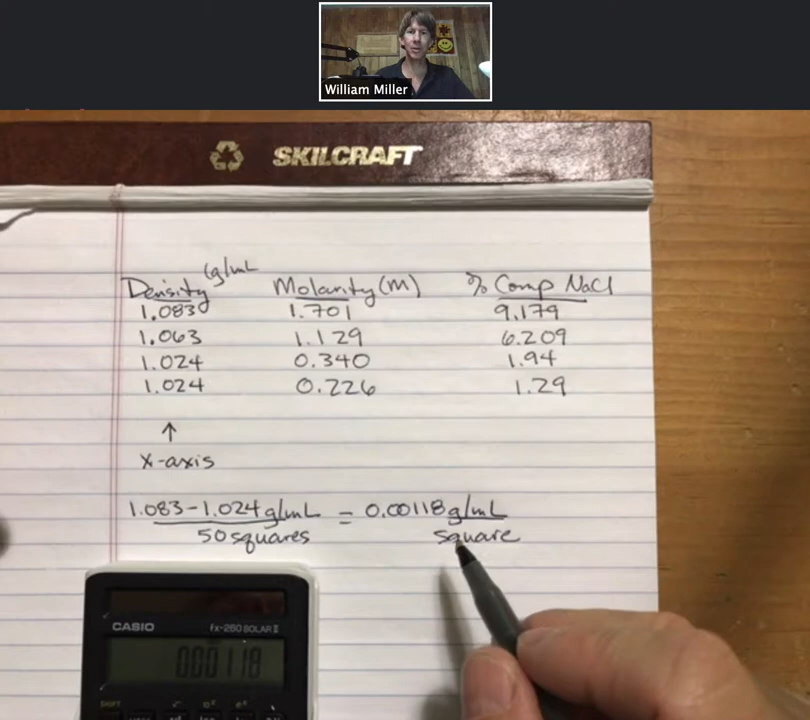 William Miller
SKILCRAFT
Density (g/mL Molarity (M) % Comp NaCl
1.083 1.701 9.179
1.063 1.129 6.209
1.024 0.340 1.94
1.024 0.226 1.29
↑
X-axis
1.083-1.024 g/mL = 0.00118 g/mL
50 squares square
CASIO fx-260 SOLAR II
0.00118
SHIFT